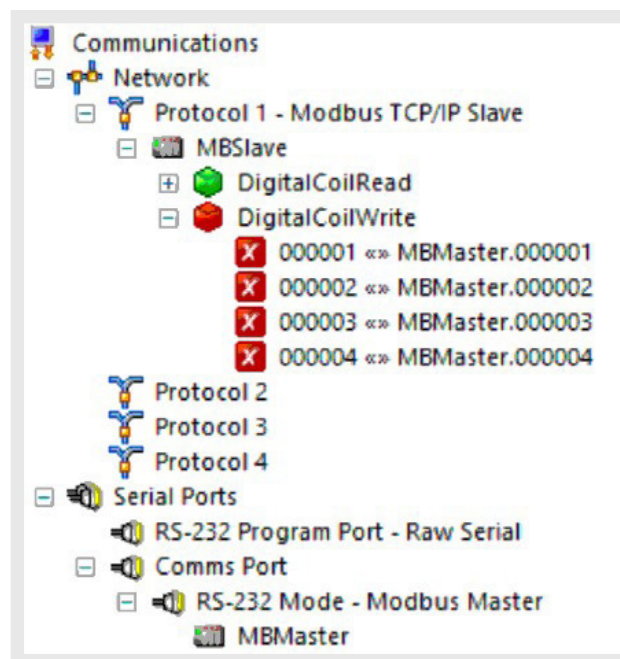 Communications
Network
Protocol 1 - Modbus TCP/IP Slave
MBSlave
DigitalCoilRead
DigitalCoilWrite
000001 «» MBMaster.000001
000002 «» MBMaster.000002
000003 «» MBMaster.000003
000004 «» MBMaster.000004
Protocol 2
Protocol 3
Protocol 4
Serial Ports
RS-232 Program Port - Raw Serial
Comms Port
RS-232 Mode - Modbus Master
MBMaster